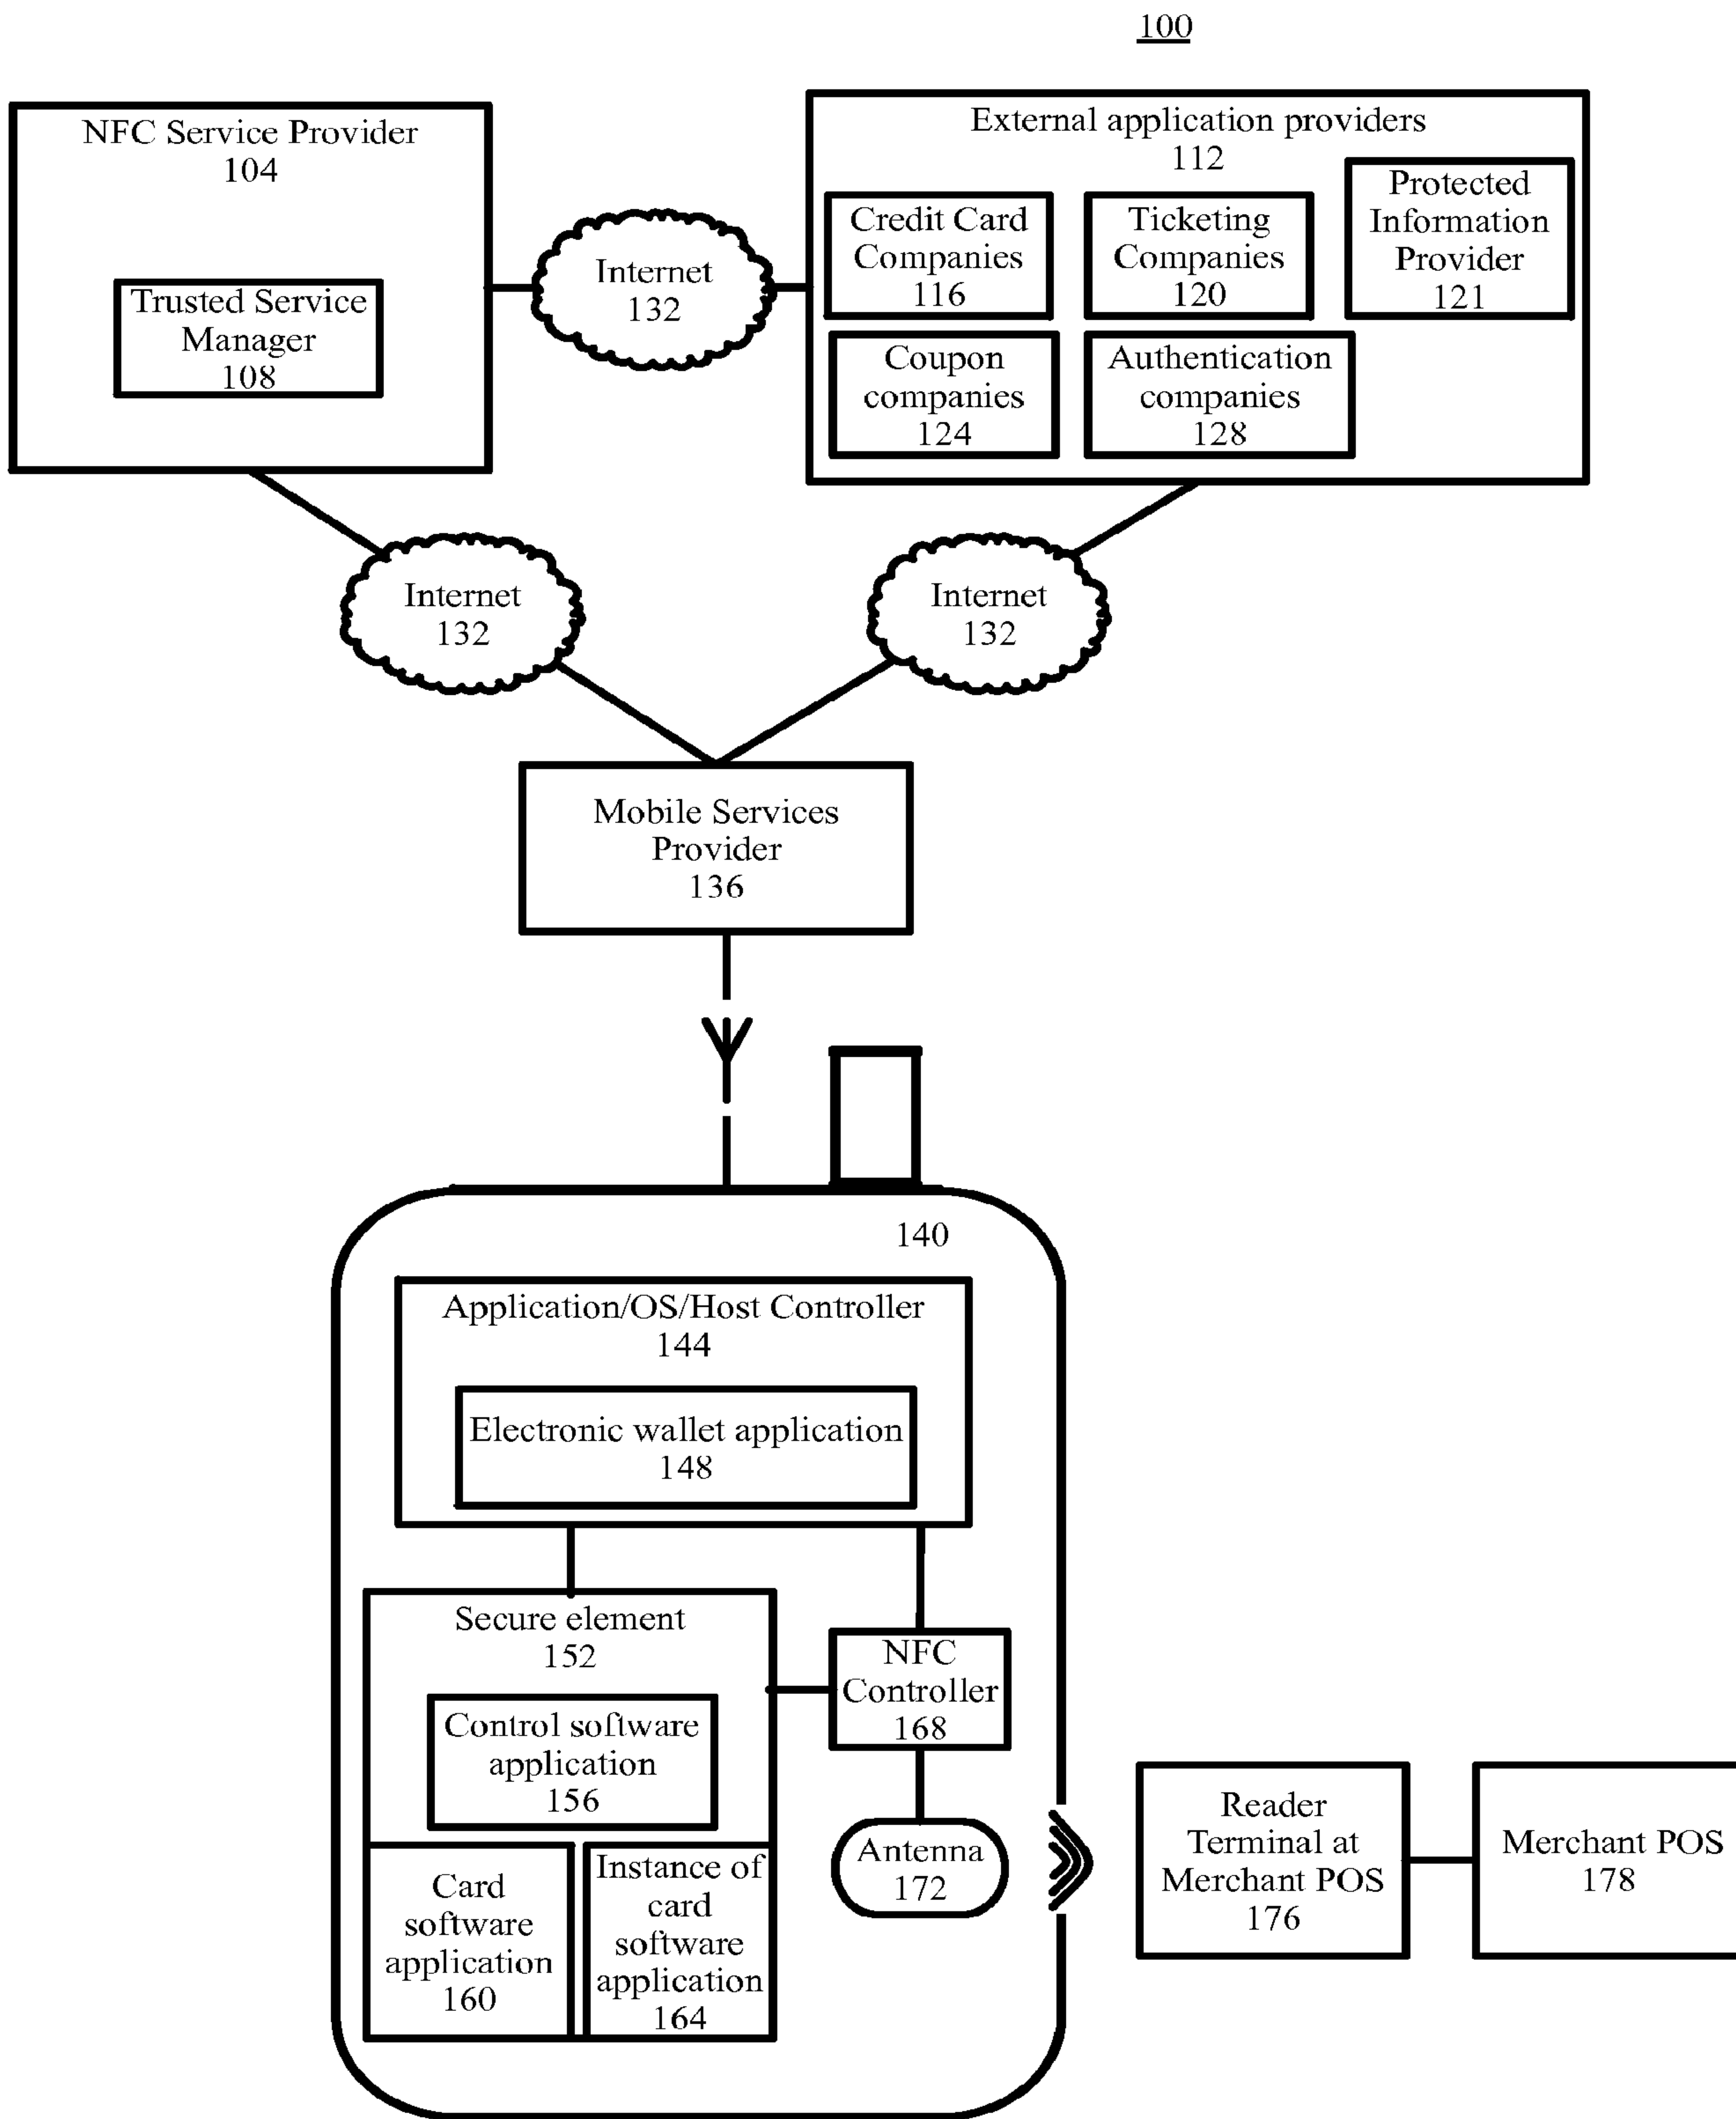 100
NFC Service Provider
104
Trusted Service
Manager
108
Internet
132
External application providers
112
Credit Card
Companies
116
Ticketing
Companies
120
Protected
Information
Provider
121
Coupon
companies
124
Authentication
companies
128
Internet
132
Internet
132
Mobile Services
Provider
136
140
Application/OS/Host Controller
144
Electronic wallet application
148
Secure element
152
Control software
application
156
Card
software
application
160
Instance of
card
software
application
164
NFC
Controller
168
Antenna
172
Reader
Terminal at
Merchant POS
176
Merchant POS
178